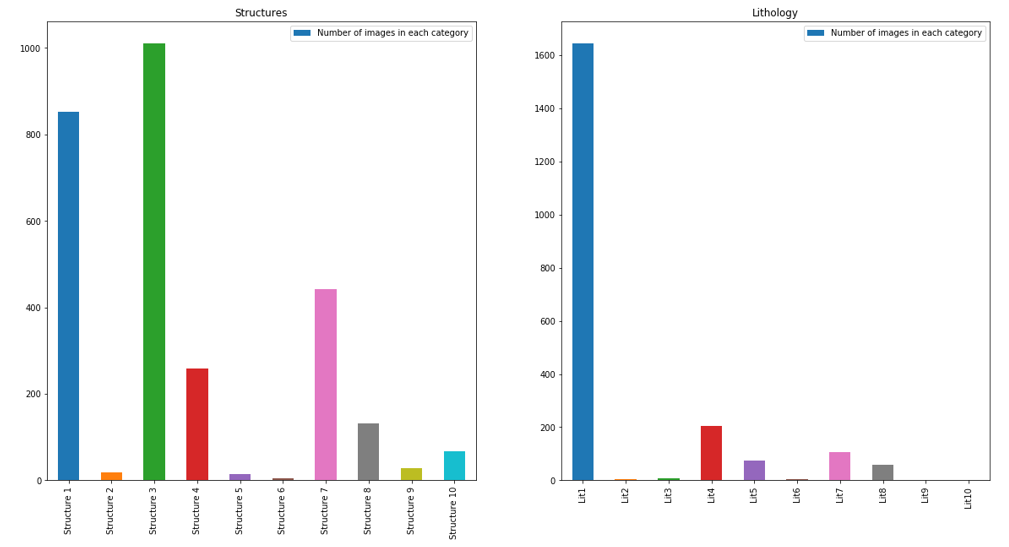 Structures
Number of images in each category
1000
800
600
400
200
0
Structure 1
Structure 2
Structure 3
Structure 4
Structure 5
Structure 6
Structure 7
Structure 8
Structure 9
Structure 10
Lithology
Number of images in each category
1600
1400
1200
1000
800
600
400
200
0
Lit1
Lit2
Lit3
Lit4
Lit5
Lit6
Lit7
Lit8
Lit9
Lit10